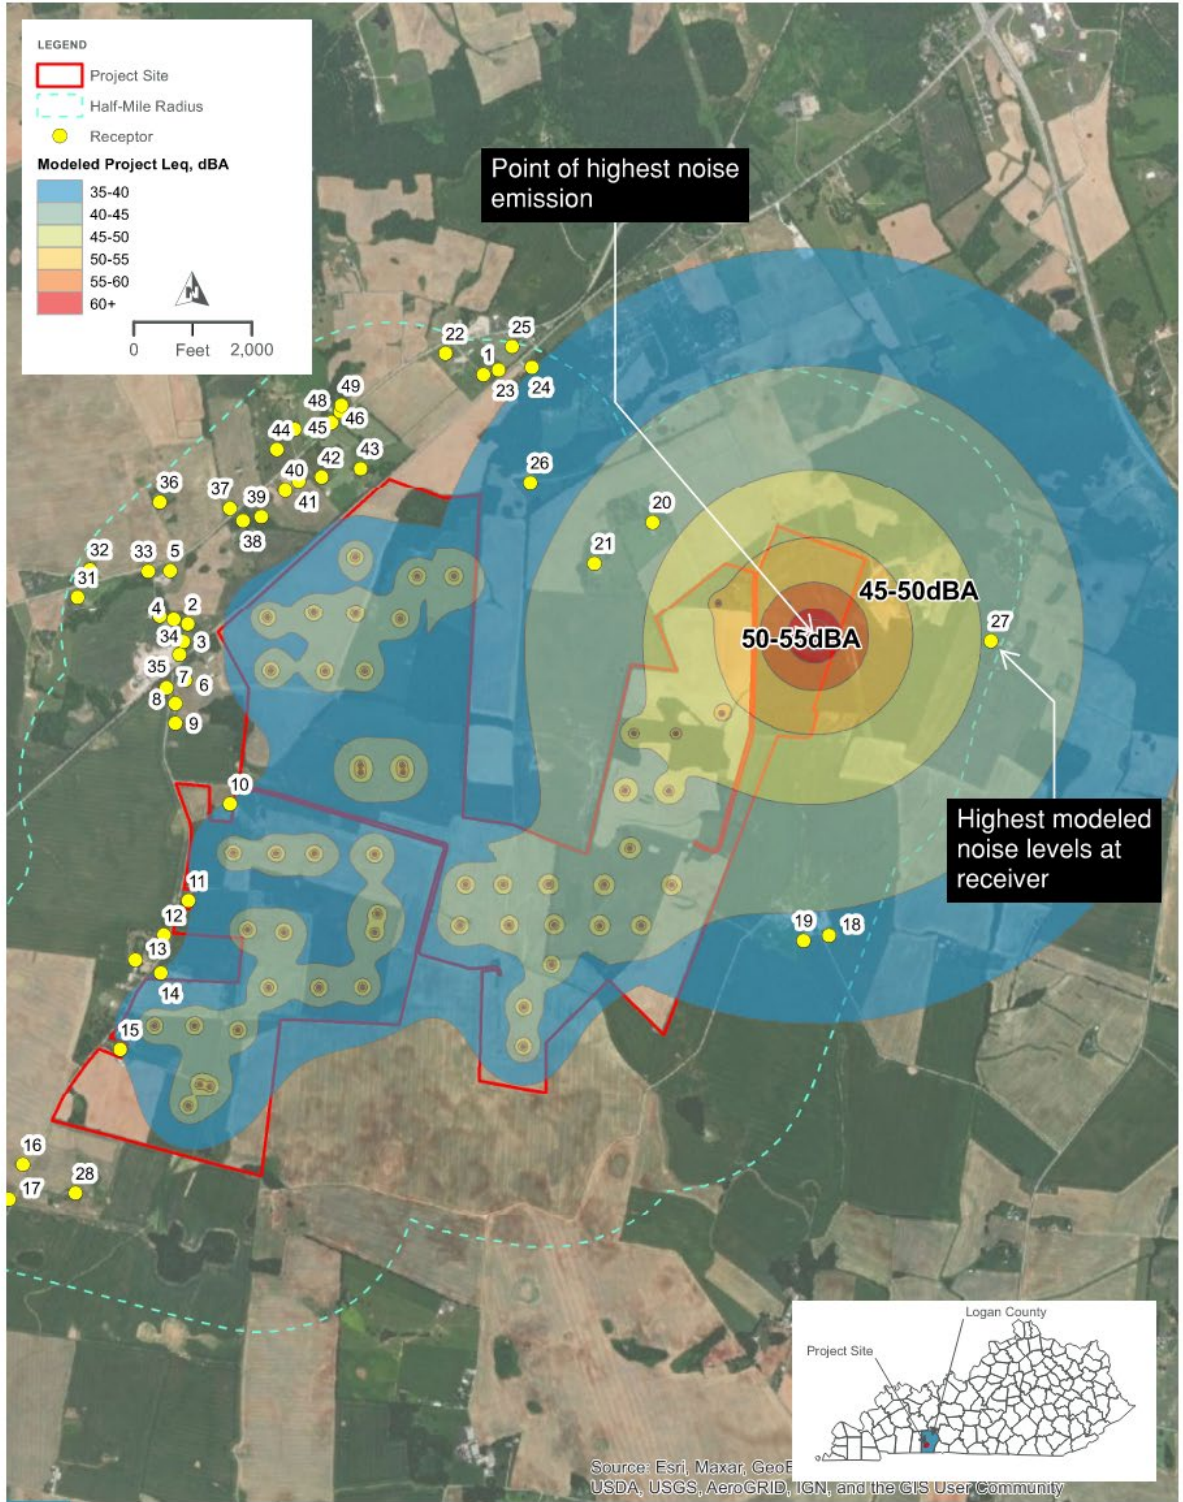 LEGEND
Project Site
Half-Mile Radius
Receptor
Modeled Project Leq, dBA
35-40
40-45
45-50
50-55
55-60
60+
N
0 Feet 2,000
Point of highest noise
emission
22
25
1
23
24
49
48
46
45
44
43
42
40
41
26
36
37
39
38
20
21
32
33
5
31
4
2
34
3
35
7
6
8
9
45-50dBA
50-55dBA
27
10
Highest modeled
noise levels at
receiver
11
12
19
18
13
14
15
16
28
17
Logan County
Project Site
Source: Esri, Maxar,
USDA, USGS, AeroGRID, IGN, and the GIS User Community